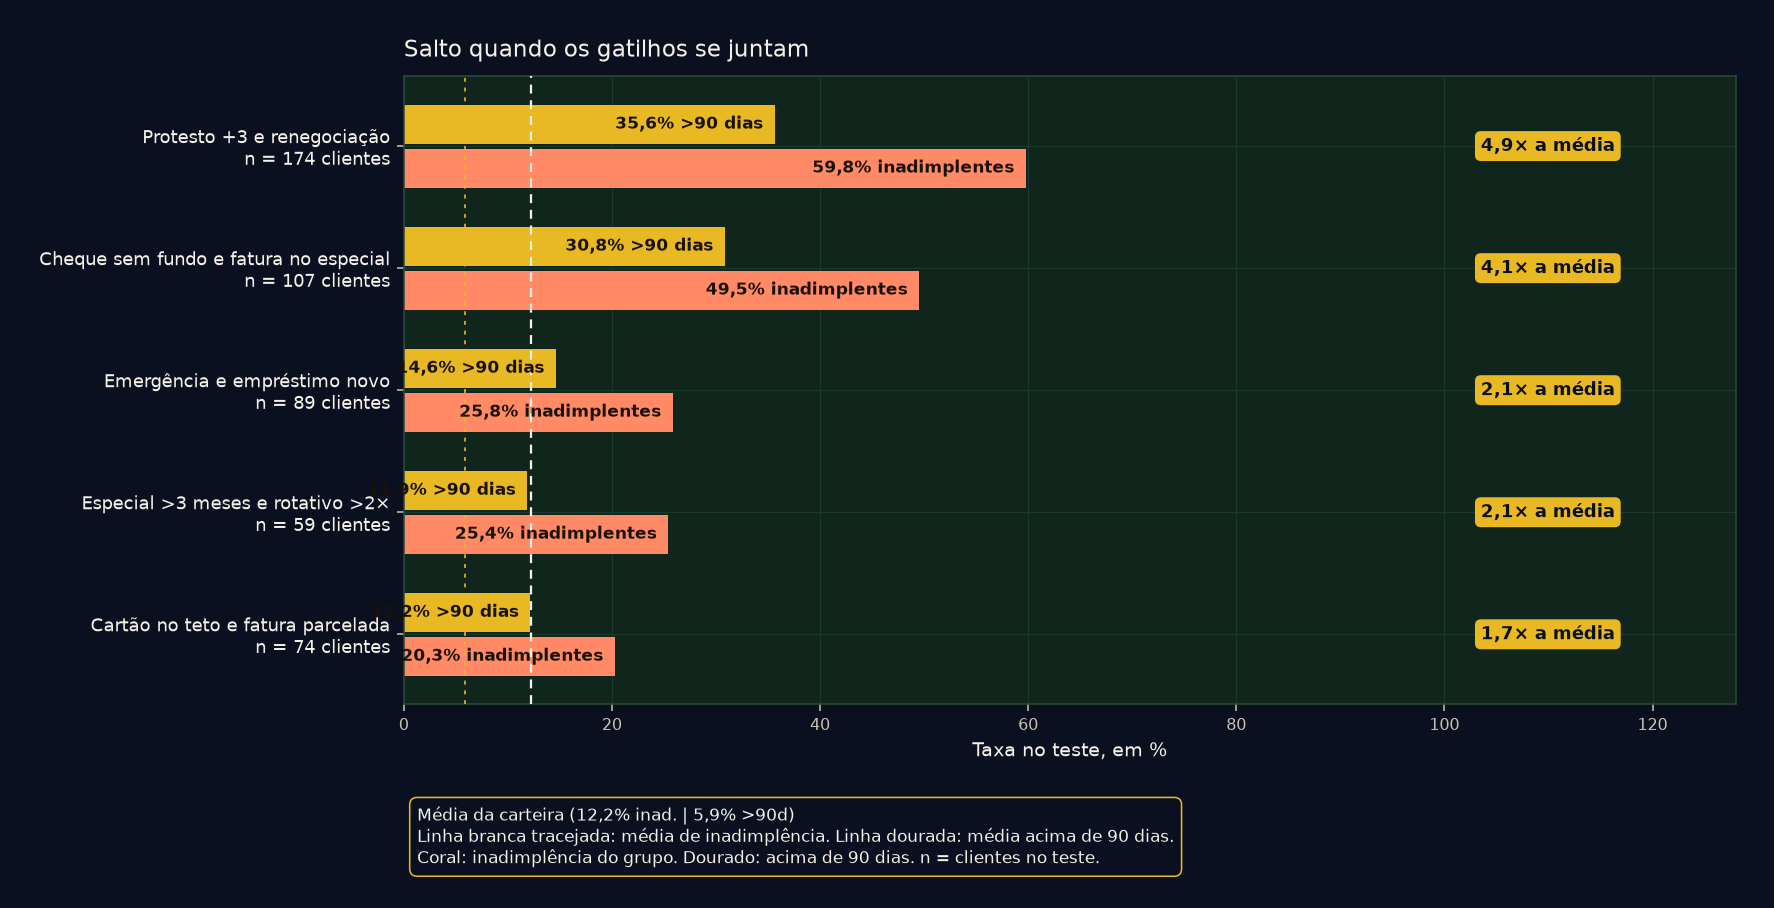 Salto quando os gatilhos se juntam
Protesto +3 e renegociação
n = 174 clientes
35,6% >90 dias
59,8% inadimplentes
4,9× a média
Cheque sem fundo e fatura no especial
n = 107 clientes
30,8% >90 dias
49,5% inadimplentes
4,1× a média
Emergência e empréstimo novo
n = 89 clientes
14,6% >90 dias
25,8% inadimplentes
2,1× a média
Especial >3 meses e rotativo >2×
n = 59 clientes
>90 dias
25,4% inadimplentes
2,1× a média
Cartão no teto e fatura parcelada
n = 74 clientes
12,2% >90 dias
20,3% inadimplentes
1,7× a média
0 20 40 60 80 100 120
Taxa no teste, em %
Média da carteira (12,2% inad. | 5,9% >90d)
Linha branca tracejada: média de inadimplência. Linha dourada: média acima de 90 dias.
Coral: inadimplência do grupo. Dourado: acima de 90 dias. n = clientes no teste.